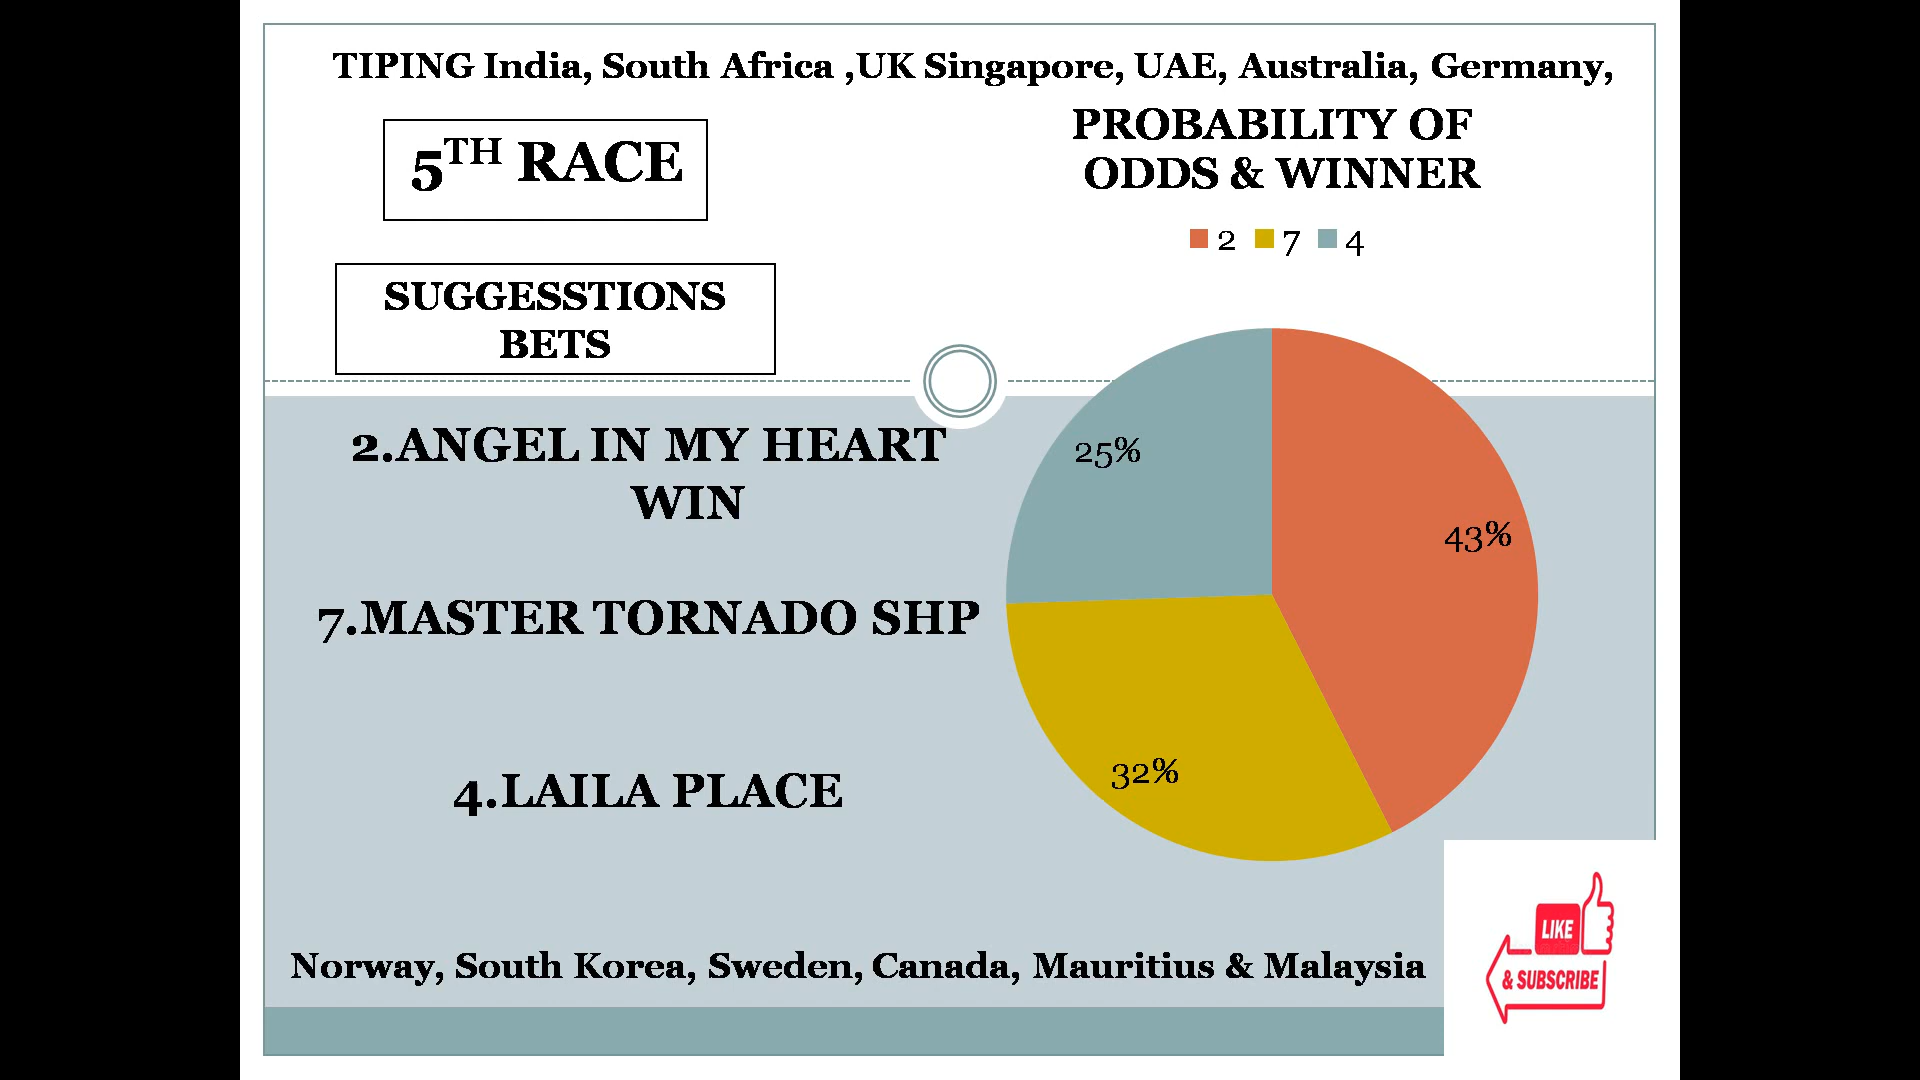 TIPING India, South Africa ,UK Singapore, UAE, Australia, Germany,
5TH RACE
PROBABILITY OF
ODDS & WINNER
2 7 4
SUGGESSTIONS
BETS
2.ANGEL IN MY HEART
WIN
7.MASTER TORNADO SHP
4.LAILA PLACE
25%
43%
32%
Norway, South Korea, Sweden, Canada, Mauritius & Malaysia
LIKE
& SUBSCRIBE